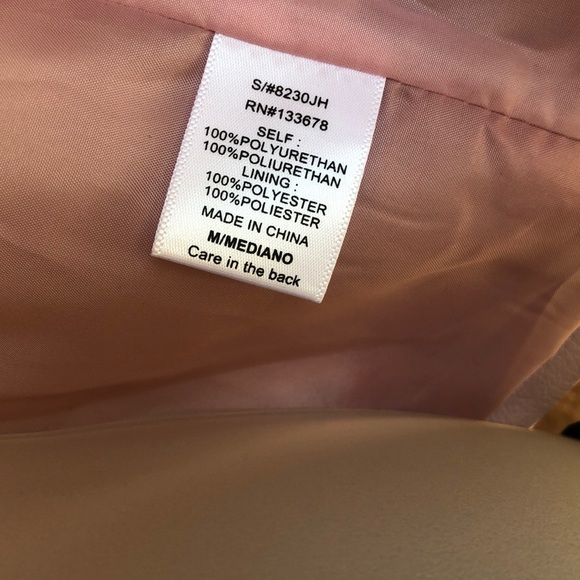 S/#8230JH
RN#133678
SELF :
100%POLYURETHAN
100%POLIURETHAN
LINING :
100%POLYESTER
100%POLIESTER
MADE IN CHINA
M/MEDIANO
Care in the back